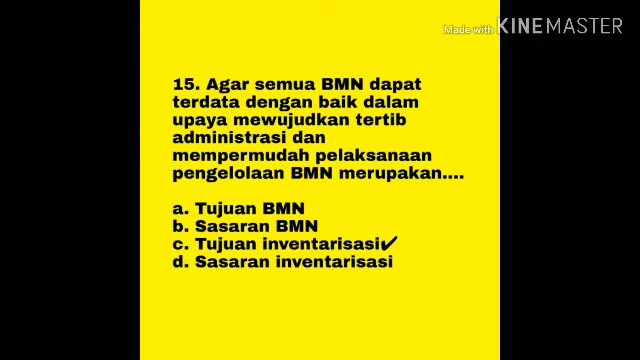 Made with KINEMASTER
15. Agar semua BMN dapat
terdata dengan baik dalam
upaya mewujudkan tertib
administrasi dan
mempermudah pelaksanaan
pengelolaan BMN merupakan....
a. Tujuan BMN
b. Sasaran BMN
c. Tujuan inventarisasi✔
d. Sasaran inventarisasi